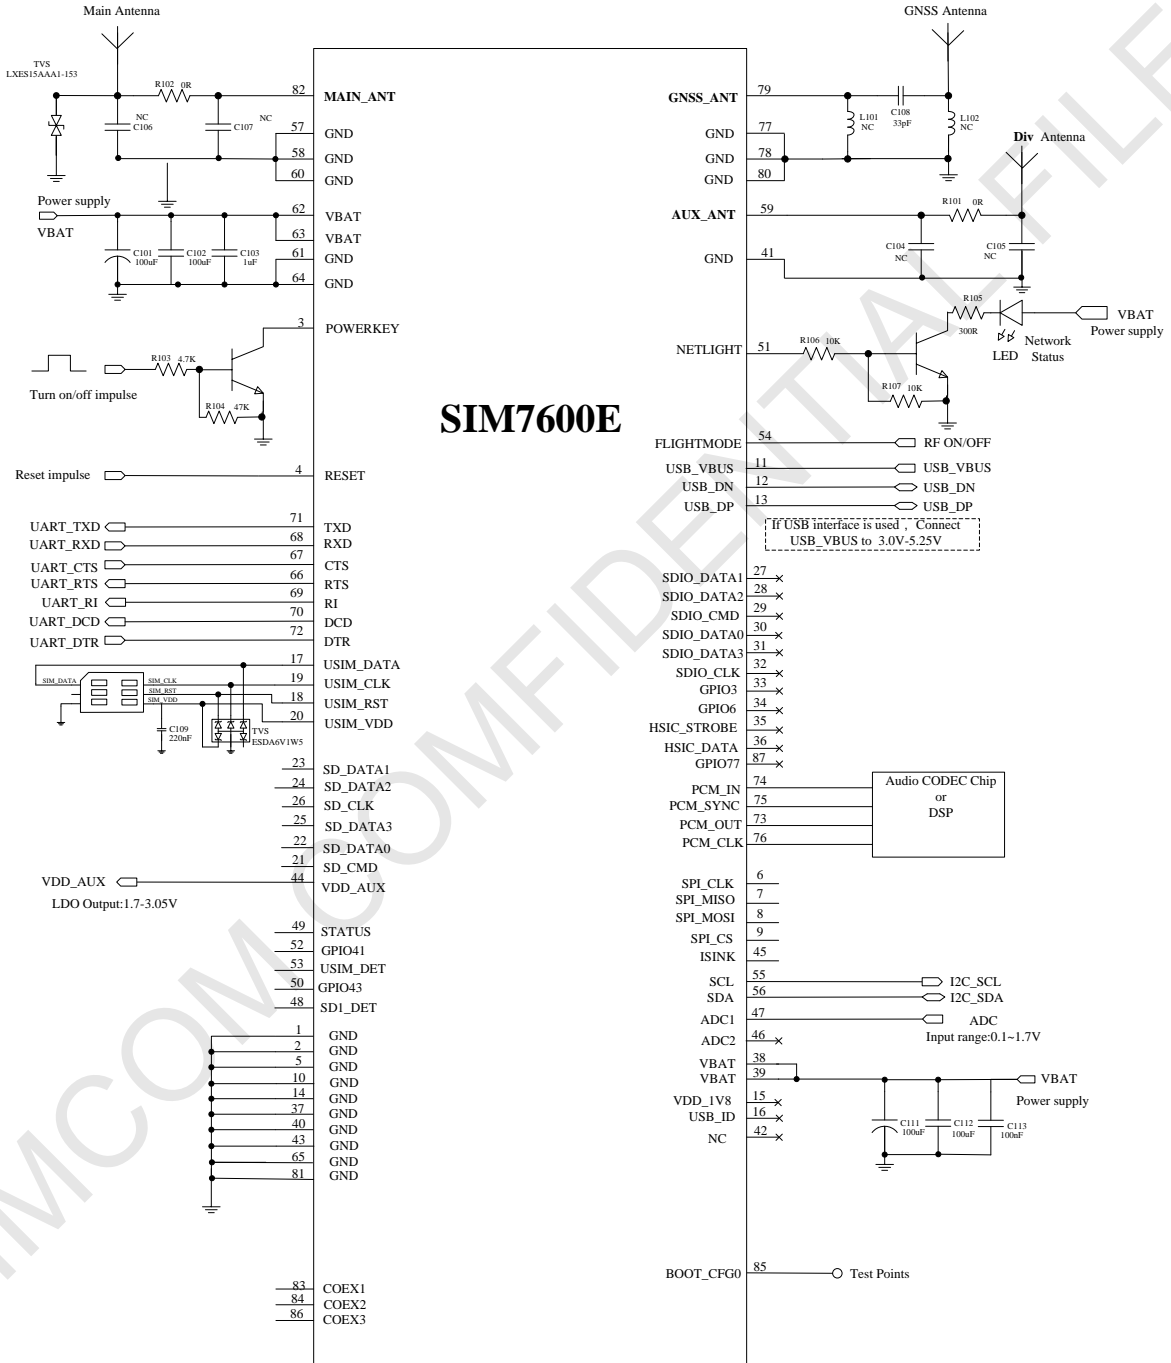 Main Antenna
TVS
LXES15AAA1-153
R102 0R
NC
C106
NC
C107
82 MAIN_ANT
57 GND
58 GND
60 GND
Power supply
VBAT
62 VBAT
63 VBAT
61 GND
64 GND
C101
100uF
C102
100uF
C103
1uF
3 POWERKEY
R103 4.7K
R104 47K
Turn on/off impulse
SIM7600E
Reset impulse 4 RESET
UART_TXD 71 TXD
UART_RXD 68 RXD
UART_CTS 67 CTS
UART_RTS 66 RTS
UART_RI 69 RI
UART_DCD 70 DCD
UART_DTR 72 DTR
17 USIM_DATA
19 USIM_CLK
18 USIM_RST
20 USIM_VDD
SIM_DATA
SIM_CLK
SIM_RST
SIM_VDD
C109
220nF
TVS
ESDA6V1W5
23 SD_DATA1
24 SD_DATA2
26 SD_CLK
25 SD_DATA3
22 SD_DATA0
21 SD_CMD
VDD_AUX 44 VDD_AUX
LDO Output:1.7-3.05V
49 STATUS
52 GPIO41
53 USIM_DET
50 GPIO43
48 SD1_DET
1 GND
2 GND
5 GND
10 GND
14 GND
37 GND
40 GND
43 GND
65 GND
81 GND
83 COEX1
84 COEX2
86 COEX3
GNSS Antenna
GNSS_ANT 79
C108
33pF
L101
NC
L102
NC
GND 77
GND 78
GND 80
Div Antenna
AUX_ANT 59
R101 0R
C104
NC
C105
NC
GND 41
R105
300R
VBAT
Power supply
LED
Network
Status
NETLIGHT 51
R106 10K
R107 10K
FLIGHTMODE 54 RF ON/OFF
USB_VBUS 11 USB_VBUS
USB_DN 12 USB_DN
USB_DP 13 USB_DP
If USB interface is used , Connect
USB_VBUS to 3.0V-5.25V
SDIO_DATA1 27
SDIO_DATA2 28
SDIO_CMD 29
SDIO_DATA0 30
SDIO_DATA3 31
SDIO_CLK 32
GPIO3 33
GPIO6 34
HSIC_STROBE 35
HSIC_DATA 36
GPIO77 87
PCM_IN 74
PCM_SYNC 75
PCM_OUT 73
PCM_CLK 76
Audio CODEC Chip
or
DSP
SPI_CLK 6
SPI_MISO 7
SPI_MOSI 8
SPI_CS 9
ISINK 45
SCL 55 I2C_SCL
SDA 56 I2C_SDA
ADC1 47 ADC
Input range:0.1~1.7V
ADC2 46
VBAT 38
VBAT 39
VBAT
Power supply
VDD_1V8 15
USB_ID 16
NC 42
C111
100uF
C112
100uF
C113
100nF
BOOT_CFG0 85 Test Points
IMCOM COMFIDENTIAL FILE